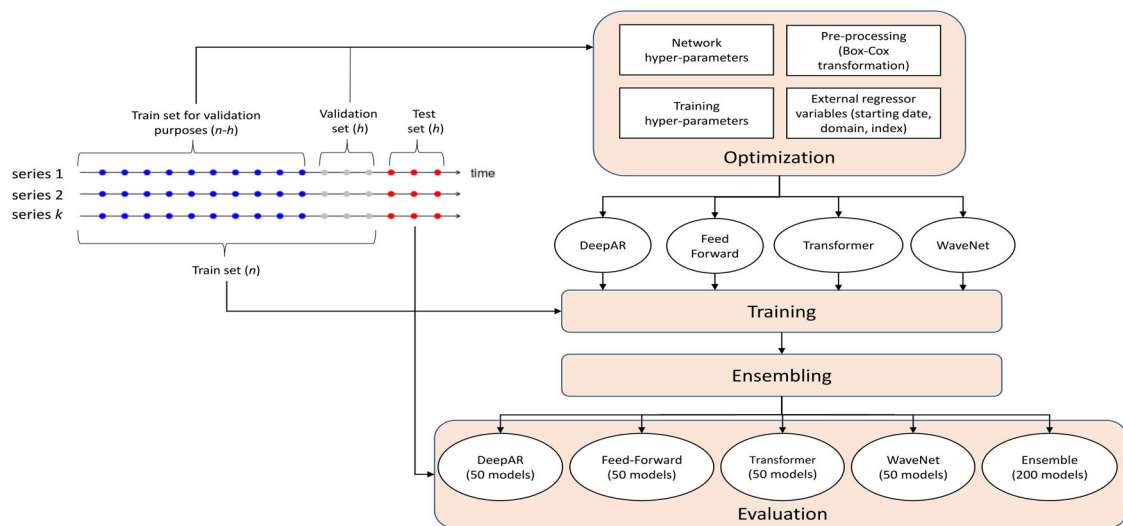 Network
hyper-parameters
Pre-processing
(Box-Cox
transformation)
Training
hyper-parameters
External regressor
variables (starting date,
domain, index)
Optimization
Train set for validation
purposes (n-h)
Validation
set (h)
Test
set (h)
series 1
time
series 2
series k
Train set (n)
DeepAR
Feed
Forward
Transformer
WaveNet
Training
Ensembling
DeepAR
(50 models)
Feed-Forward
(50 models)
Transformer
(50 models)
WaveNet
(50 models)
Ensemble
(200 models)
Evaluation